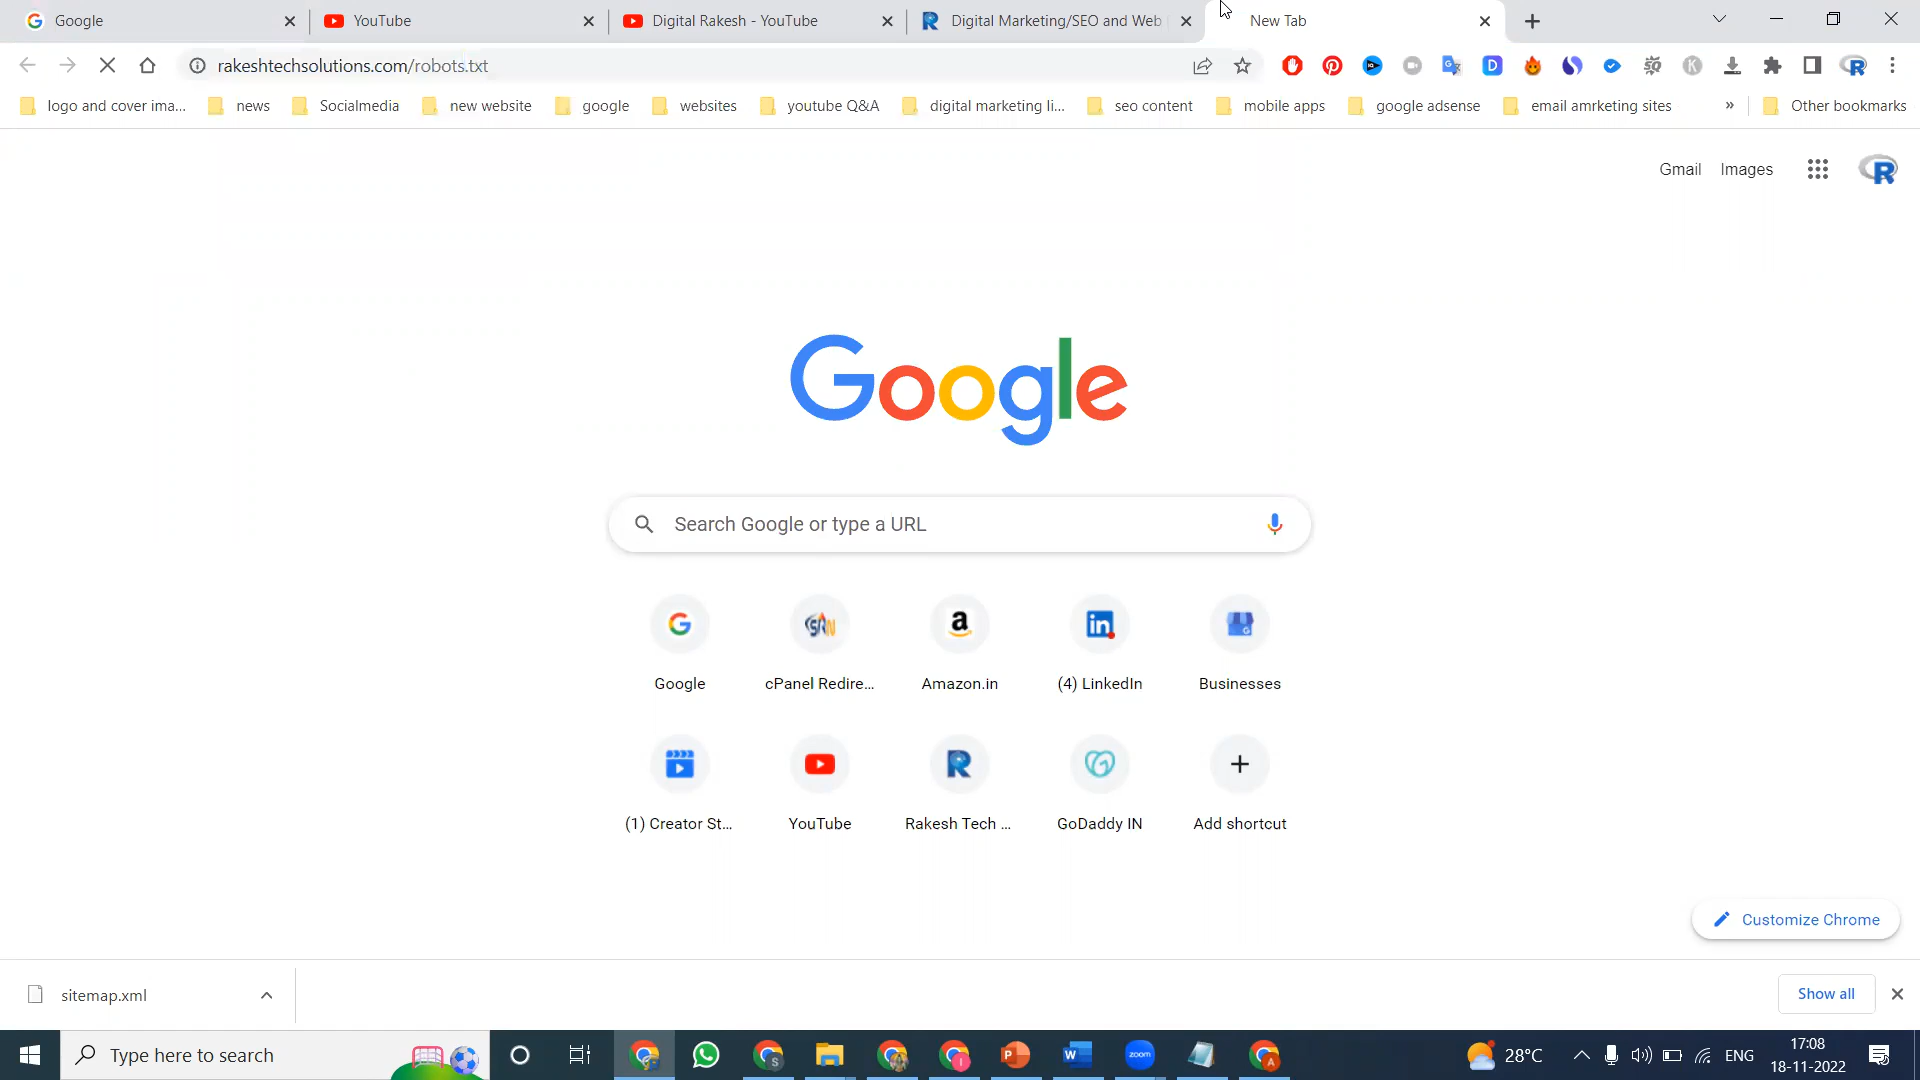 Google
YouTube
Digital Rakesh - YouTube
Digital Marketing/SEO and Web
New Tab
rakeshtechsolutions.com/robots.txt
logo and cover ima...
news
Socialmedia
new website
google
websites
youtube Q&A
digital marketing li...
seo content
mobile apps
google adsense
email amrketing sites
»
Other bookmarks
Gmail
Images
Google
Search Google or type a URL
Google
cPanel Redire...
Amazon.in
(4) LinkedIn
Businesses
(1) Creator St...
YouTube
Rakesh Tech ...
GoDaddy IN
Add shortcut
Customize Chrome
sitemap.xml
Show all
Type here to search
28°C
ENG
17:08
18-11-2022